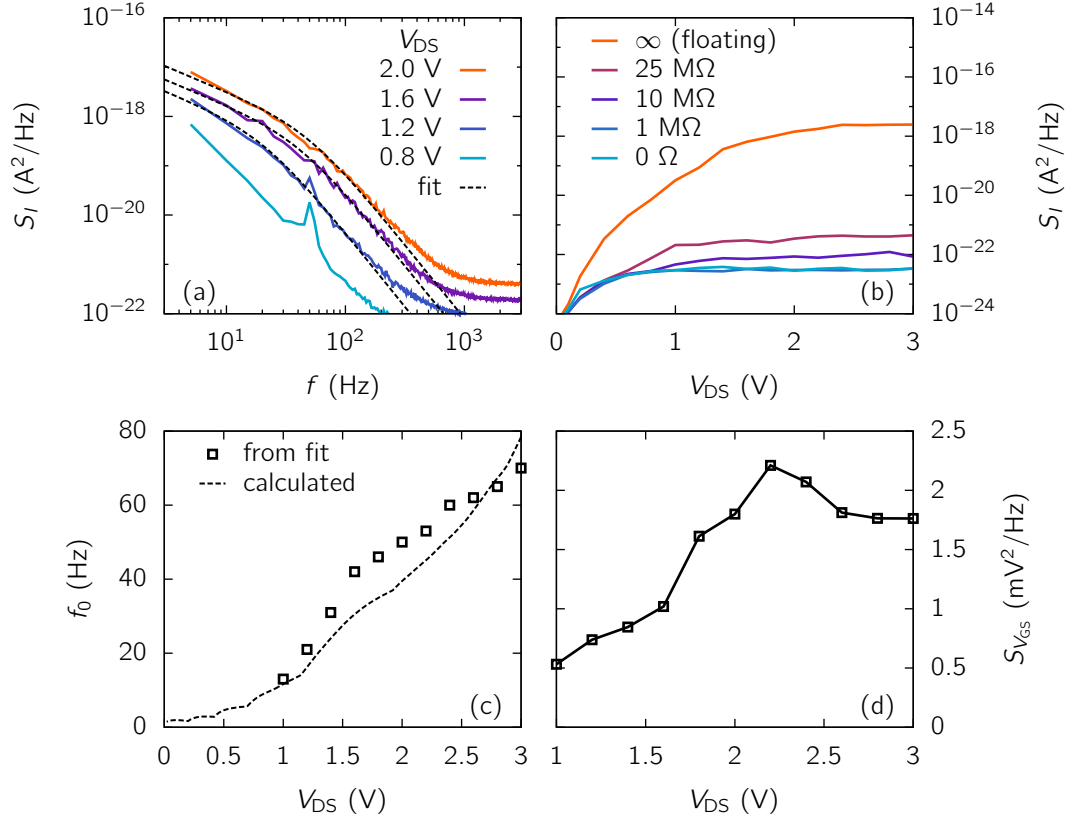 10⁻¹⁶
10⁻¹⁸
10⁻²⁰
10⁻²²
S_I (A²/Hz)
V_DS
2.0 V
1.6 V
1.2 V
0.8 V
fit
(a)
10¹
10²
10³
f (Hz)
∞ (floating)
25 MΩ
10 MΩ
1 MΩ
0 Ω
(b)
10⁻¹⁴
10⁻¹⁶
10⁻¹⁸
10⁻²⁰
10⁻²²
10⁻²⁴
S_I (A²/Hz)
0
1
2
3
V_DS (V)
80
60
40
20
0
f₀ (Hz)
from fit
calculated
(c)
0
0.5
1
1.5
2
2.5
3
V_DS (V)
(d)
2.5
2
1.5
1
0.5
0
S_V_GS (mV²/Hz)
1
1.5
2
2.5
3
V_DS (V)